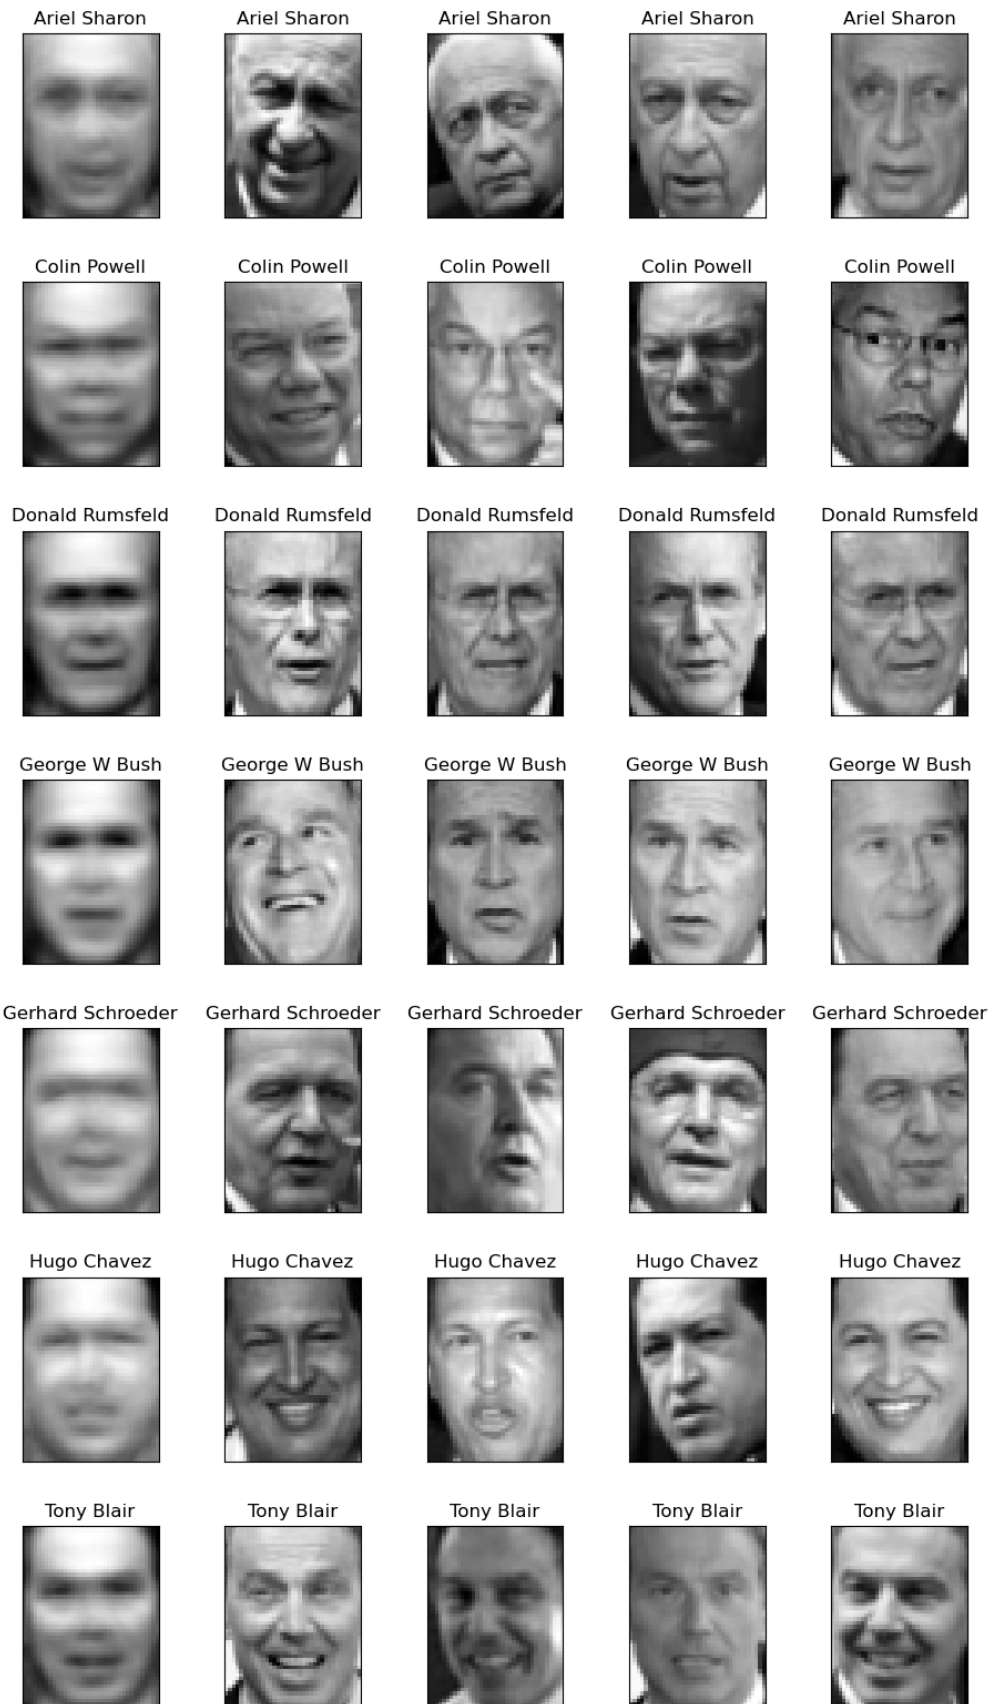 Ariel Sharon Ariel Sharon Ariel Sharon Ariel Sharon Ariel Sharon
Colin Powell Colin Powell Colin Powell Colin Powell Colin Powell
Donald Rumsfeld Donald Rumsfeld Donald Rumsfeld Donald Rumsfeld Donald Rumsfeld
George W Bush George W Bush George W Bush George W Bush George W Bush
Gerhard Schroeder Gerhard Schroeder Gerhard Schroeder Gerhard Schroeder Gerhard Schroeder
Hugo Chavez Hugo Chavez Hugo Chavez Hugo Chavez Hugo Chavez
Tony Blair Tony Blair Tony Blair Tony Blair Tony Blair